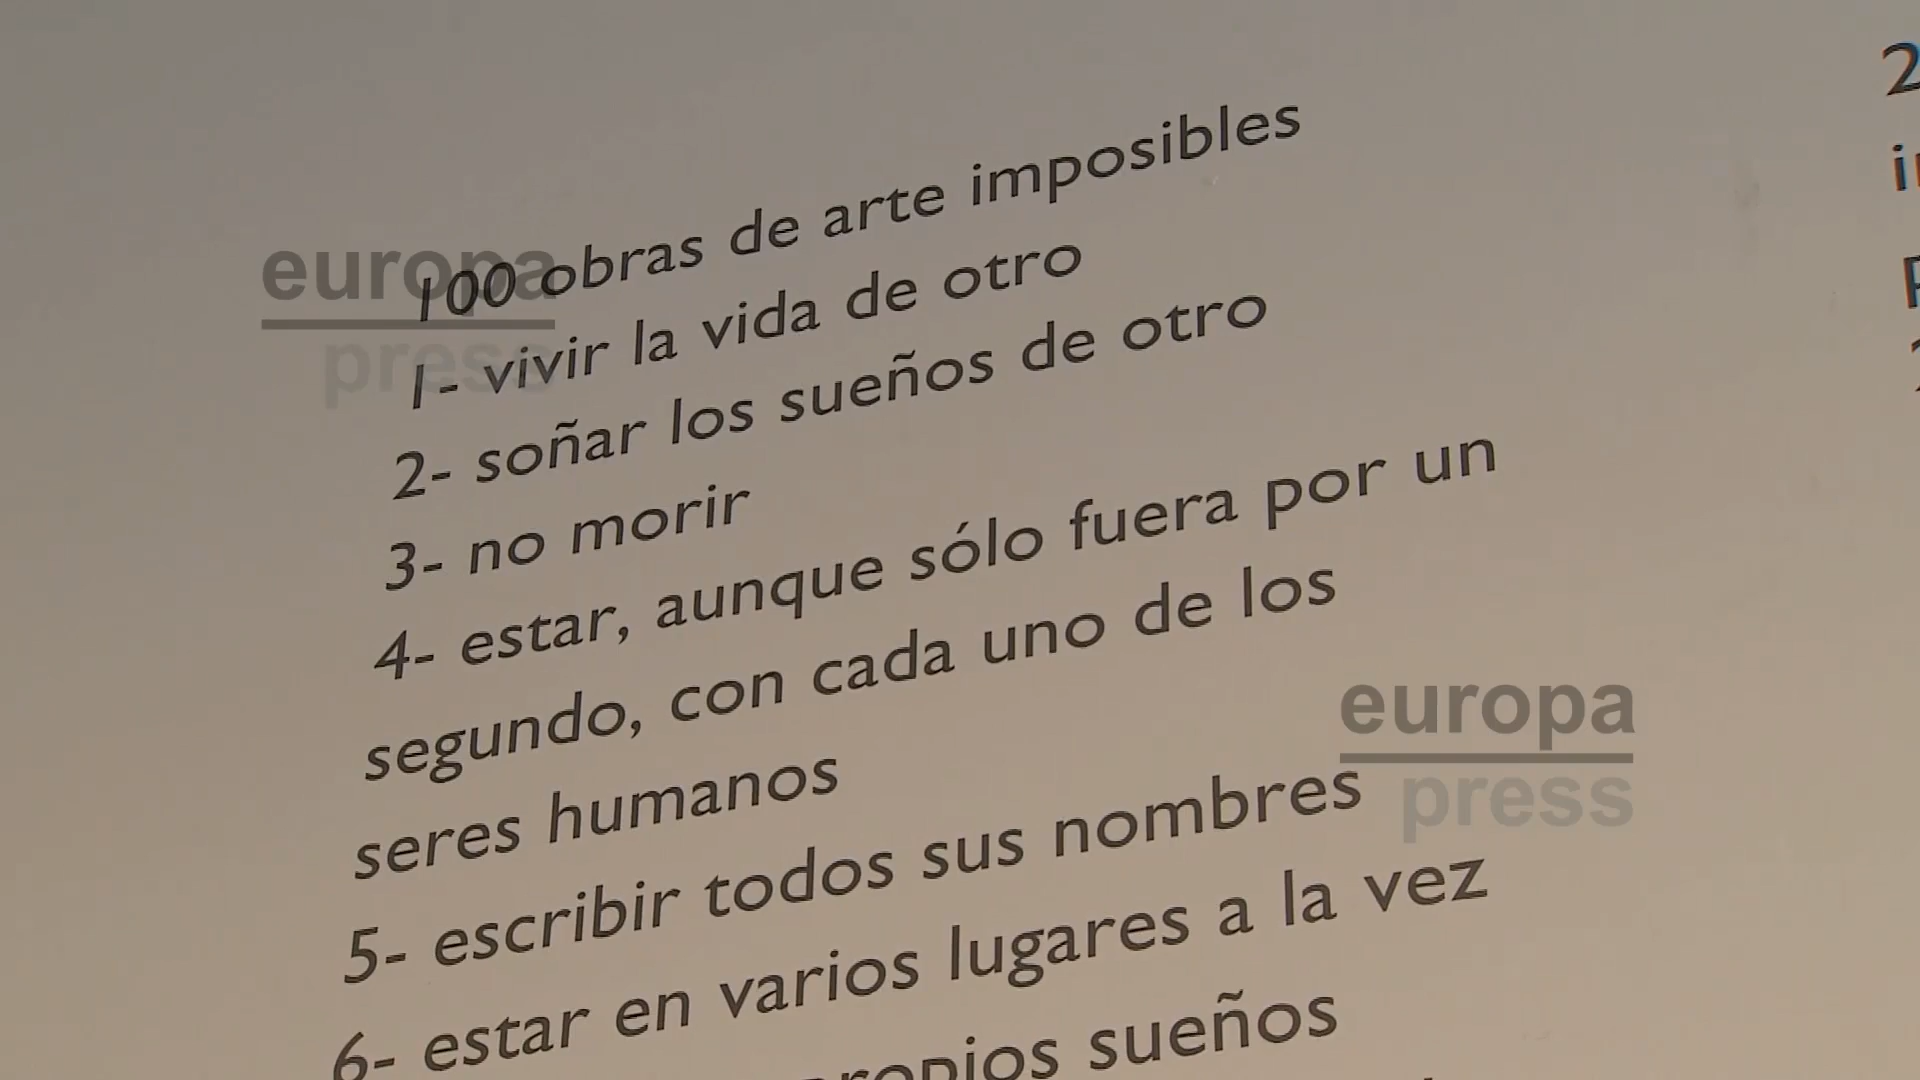 100 obras de arte imposibles
1- vivir la vida de otro
2- soñar los sueños de otro
3- no morir
4- estar, aunque sólo fuera por un
segundo, con cada uno de los
seres humanos
5- escribir todos sus nombres
6- estar en varios lugares a la vez
sueños
europa
press
europa
press